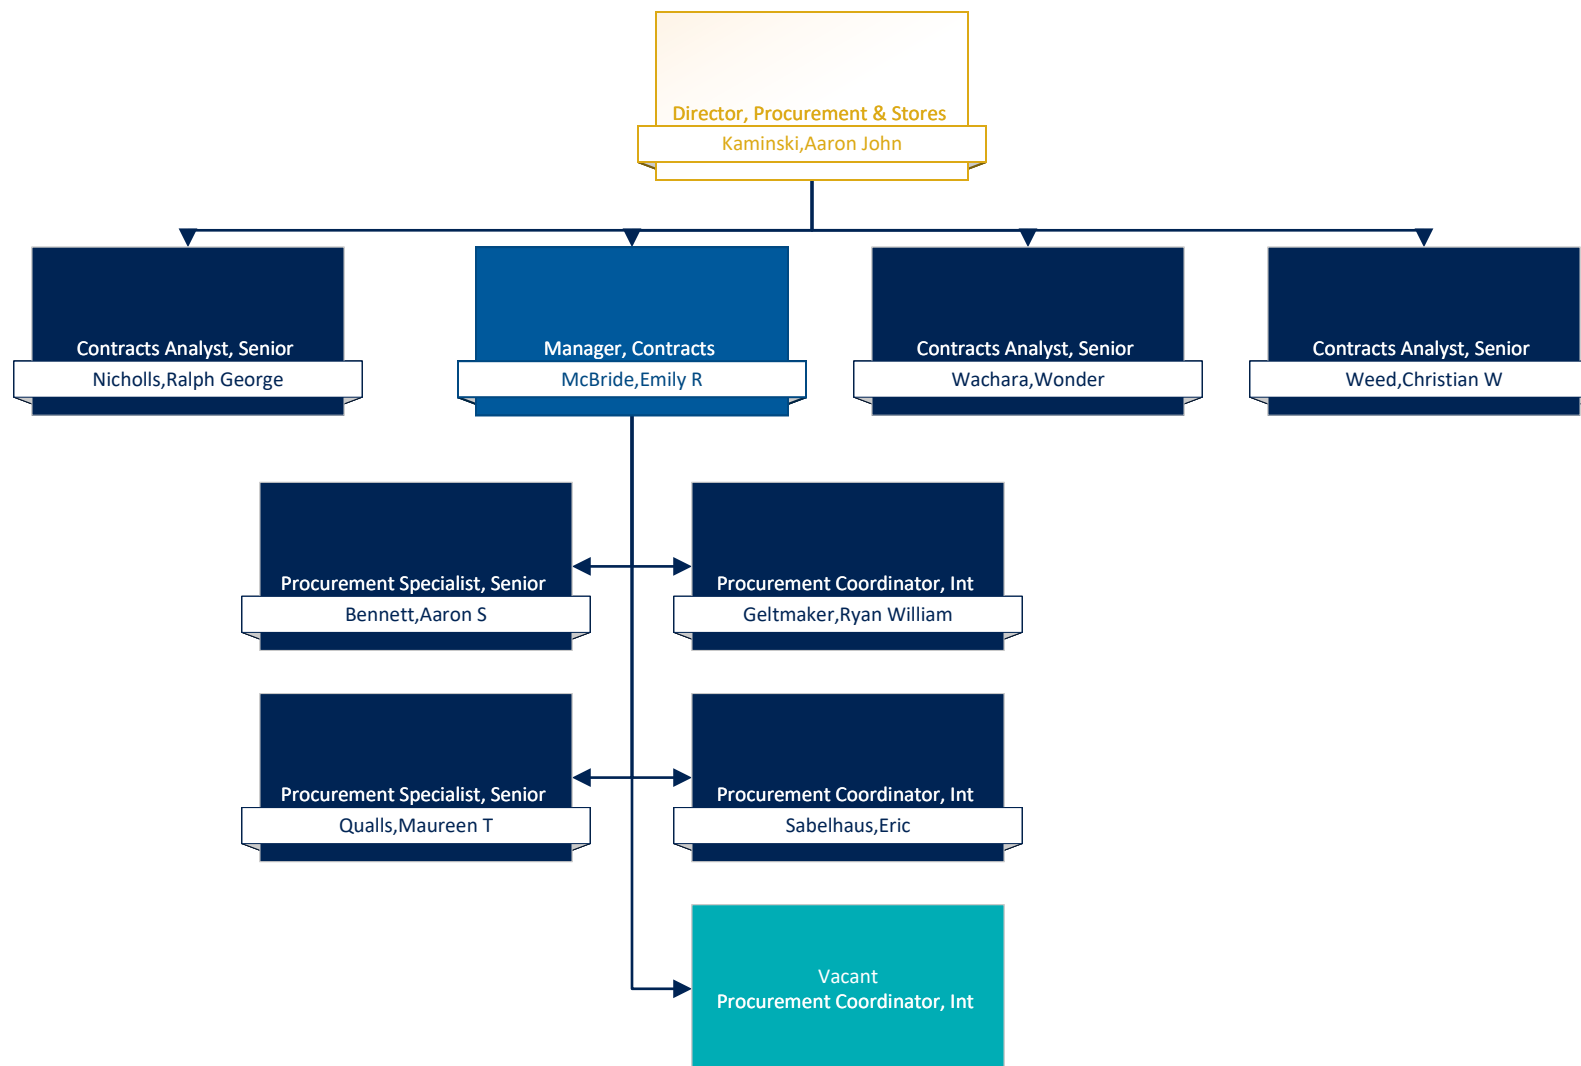 Director, Procurement & Stores
Kaminski,Aaron John
Contracts Analyst, Senior
Nicholls,Ralph George
Manager, Contracts
McBride,Emily R
Contracts Analyst, Senior
Wachara,Wonder
Contracts Analyst, Senior
Weed,Christian W
Procurement Specialist, Senior
Bennett,Aaron S
Procurement Coordinator, Int
Geltmaker,Ryan William
Procurement Specialist, Senior
Qualls,Maureen T
Procurement Coordinator, Int
Sabelhaus,Eric
Vacant
Procurement Coordinator, Int